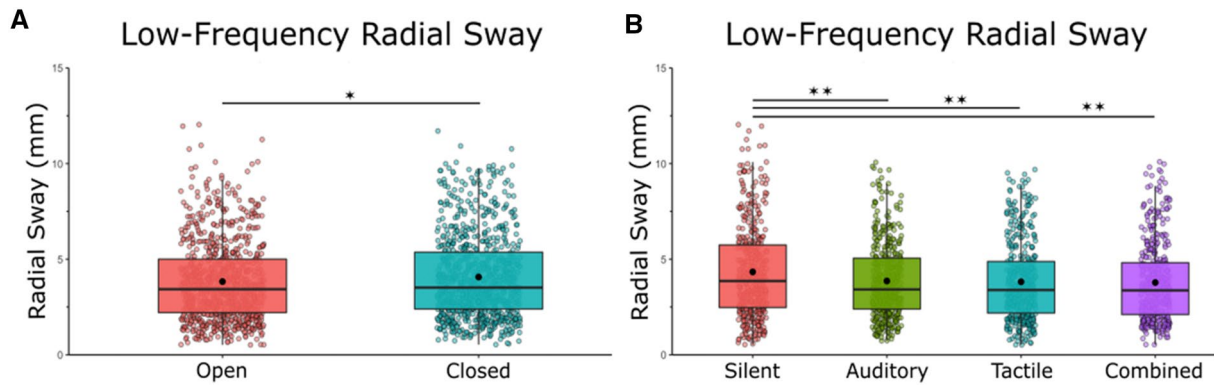 A
Low-Frequency Radial Sway
15
10
5
0
Radial Sway (mm)
*
Open
Closed
B
Low-Frequency Radial Sway
15
10
5
0
Radial Sway (mm)
**
**
**
Silent
Auditory
Tactile
Combined